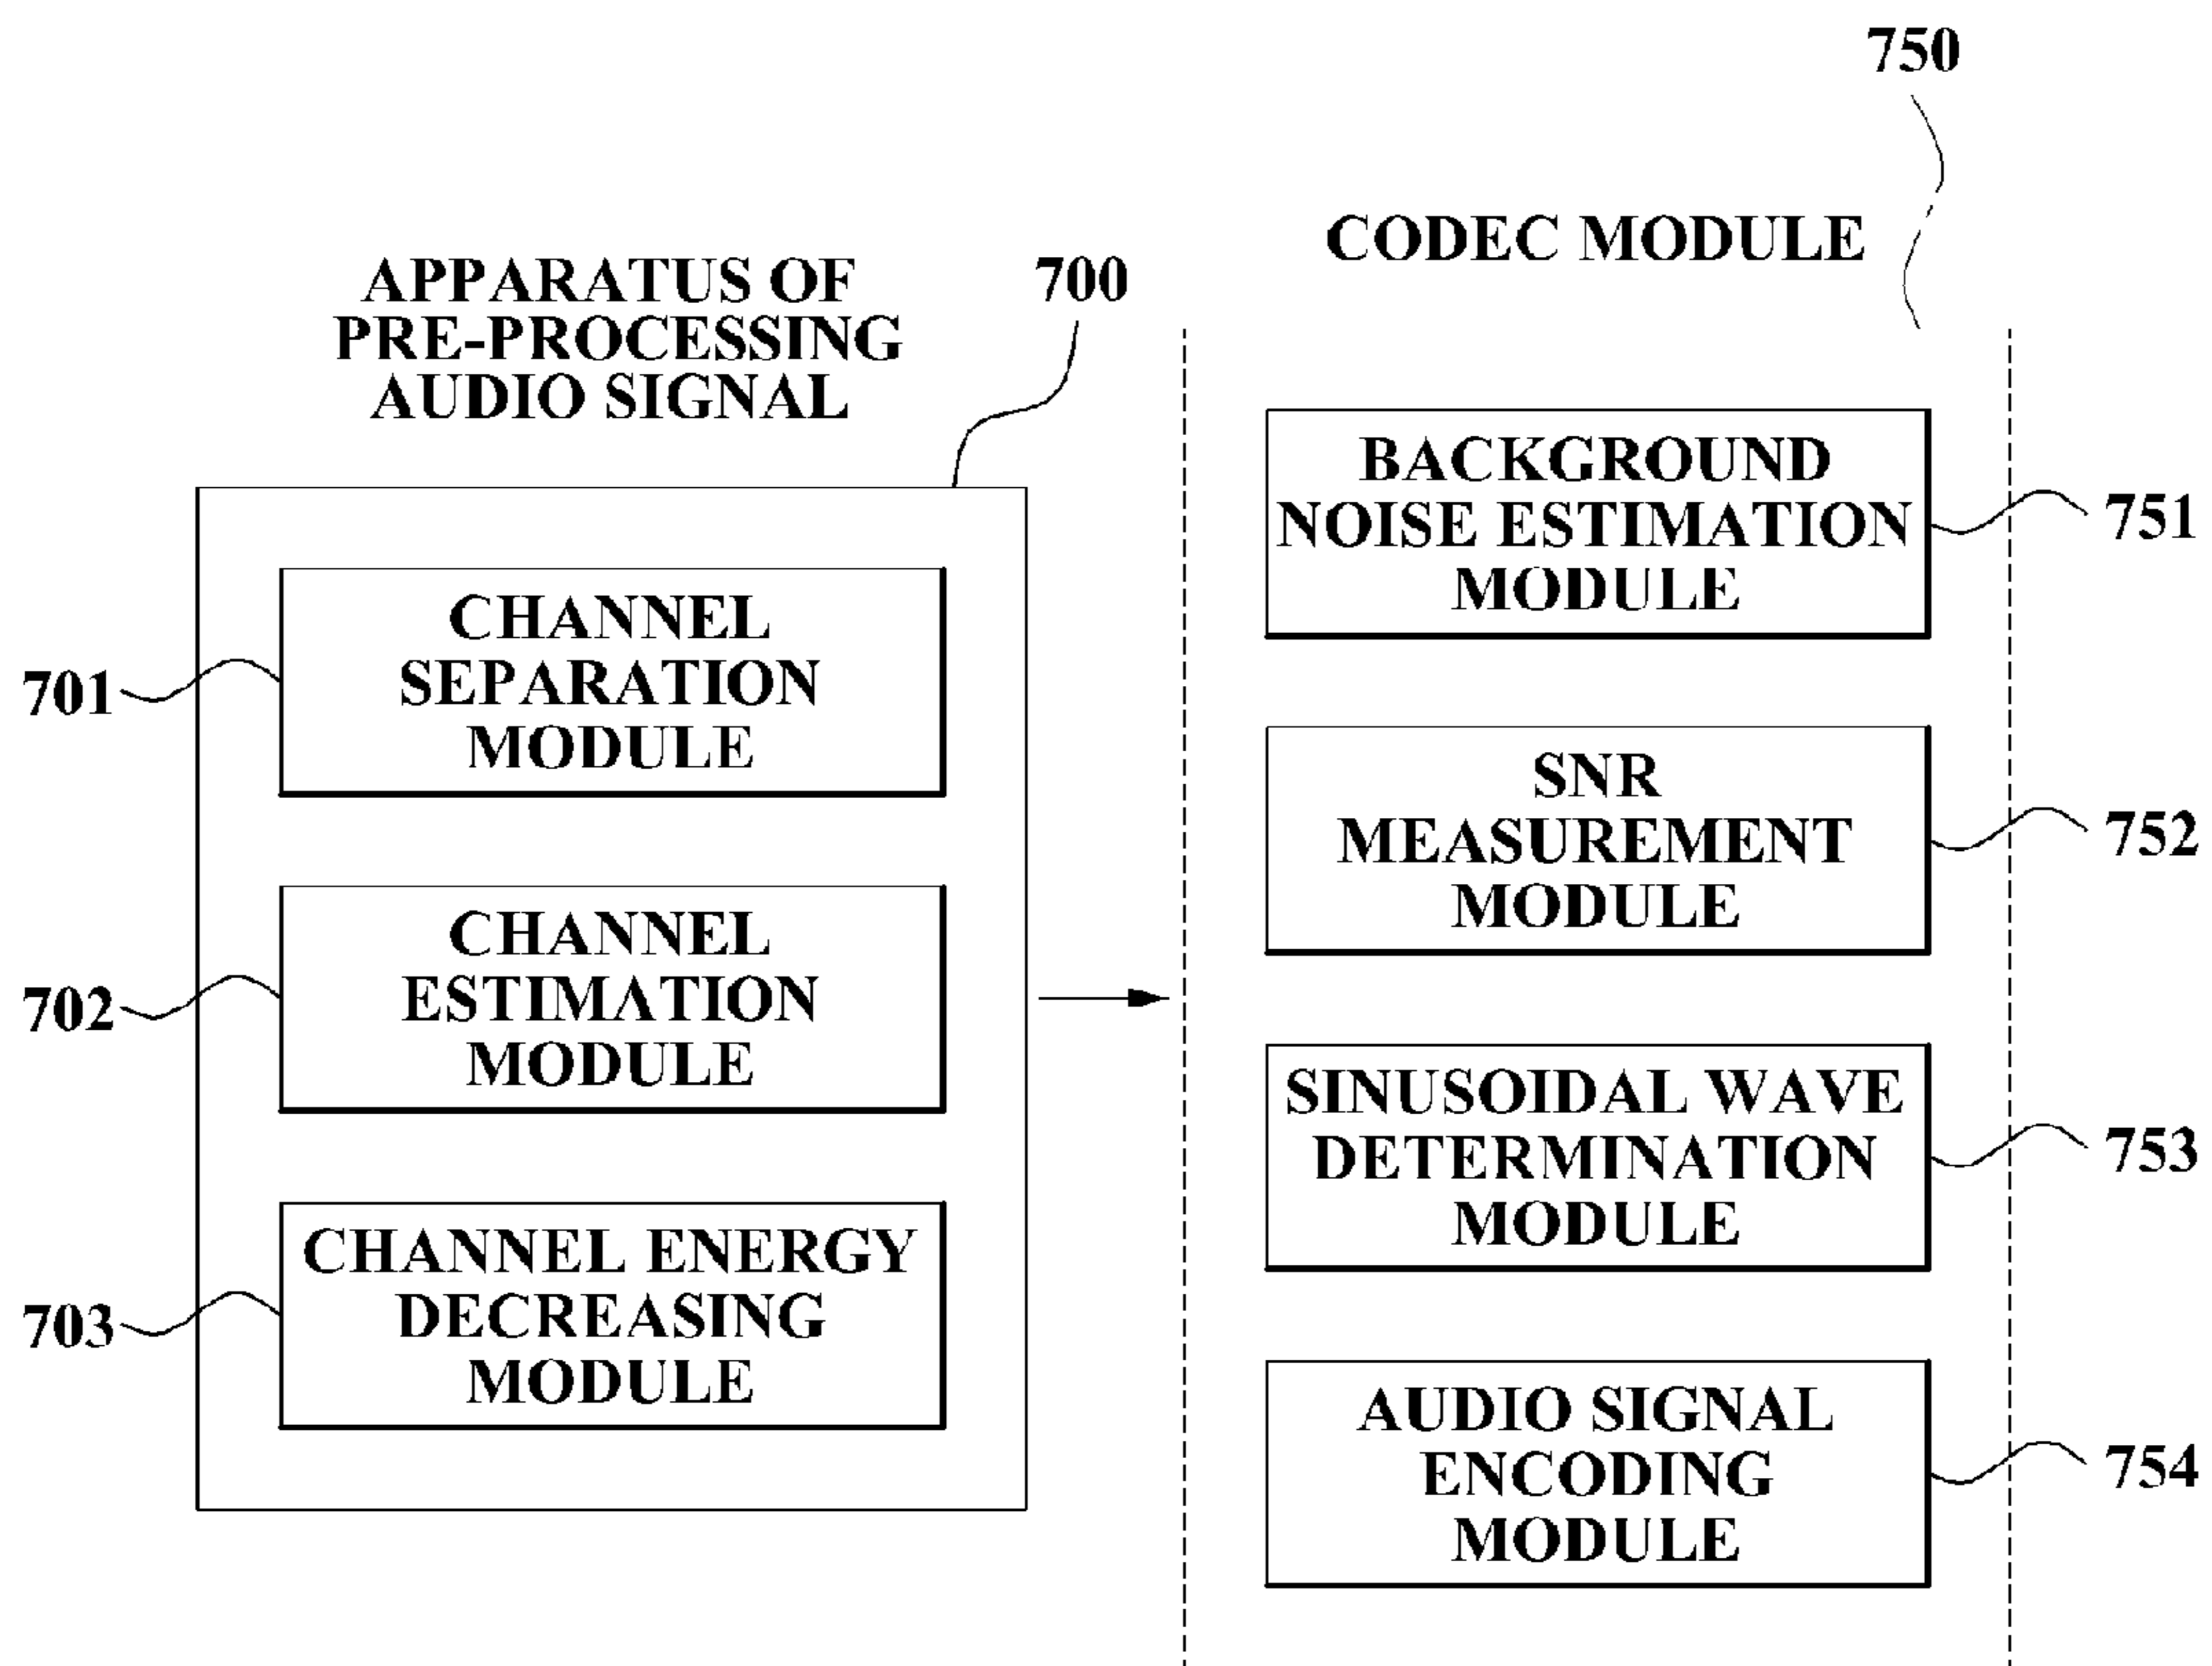 750
CODEC MODULE
APPARATUS OF
PRE-PROCESSING
AUDIO SIGNAL
700
CHANNEL
SEPARATION
MODULE
701
CHANNEL
ESTIMATION
MODULE
702
CHANNEL ENERGY
DECREASING
MODULE
703
BACKGROUND
NOISE ESTIMATION
MODULE
751
SNR
MEASUREMENT
MODULE
752
SINUSOIDAL WAVE
DETERMINATION
MODULE
753
AUDIO SIGNAL
ENCODING
MODULE
754